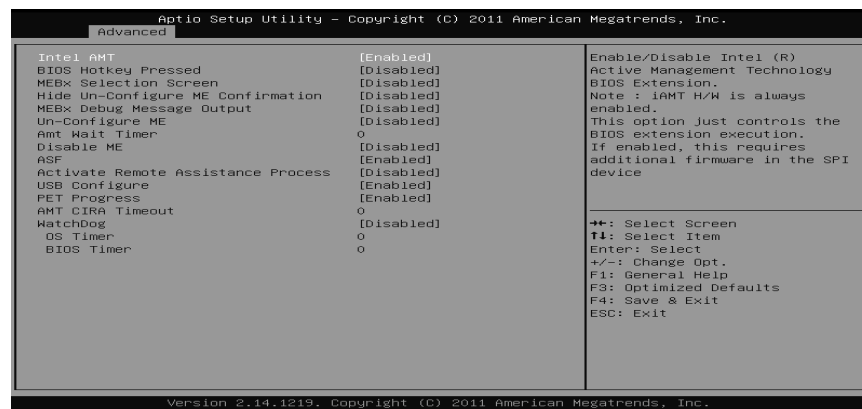 Aptio Setup Utility – Copyright (C) 2011 American Megatrends, Inc.
Advanced
Intel AMT [Enabled]
BIOS Hotkey Pressed [Disabled]
MEBx Selection Screen [Disabled]
Hide Un-Configure ME Confirmation [Disabled]
MEBx Debug Message Output [Disabled]
Un-Configure ME [Disabled]
Amt Wait Timer 0
Disable ME [Disabled]
ASF [Enabled]
Activate Remote Assistance Process [Disabled]
USB Configure [Enabled]
PET Progress [Enabled]
AMT CIRA Timeout 0
WatchDog [Disabled]
OS Timer 0
BIOS Timer 0
Enable/Disable Intel (R)
Active Management Technology
BIOS Extension.
Note : iAMT H/W is always
enabled.
This option just controls the
BIOS extension execution.
If enabled, this requires
additional firmware in the SPI
device
→←: Select Screen
↑↓: Select Item
Enter: Select
+/-: Change Opt.
F1: General Help
F3: Optimized Defaults
F4: Save & Exit
ESC: Exit
Version 2.14.1219. Copyright (C) 2011 American Megatrends, Inc.